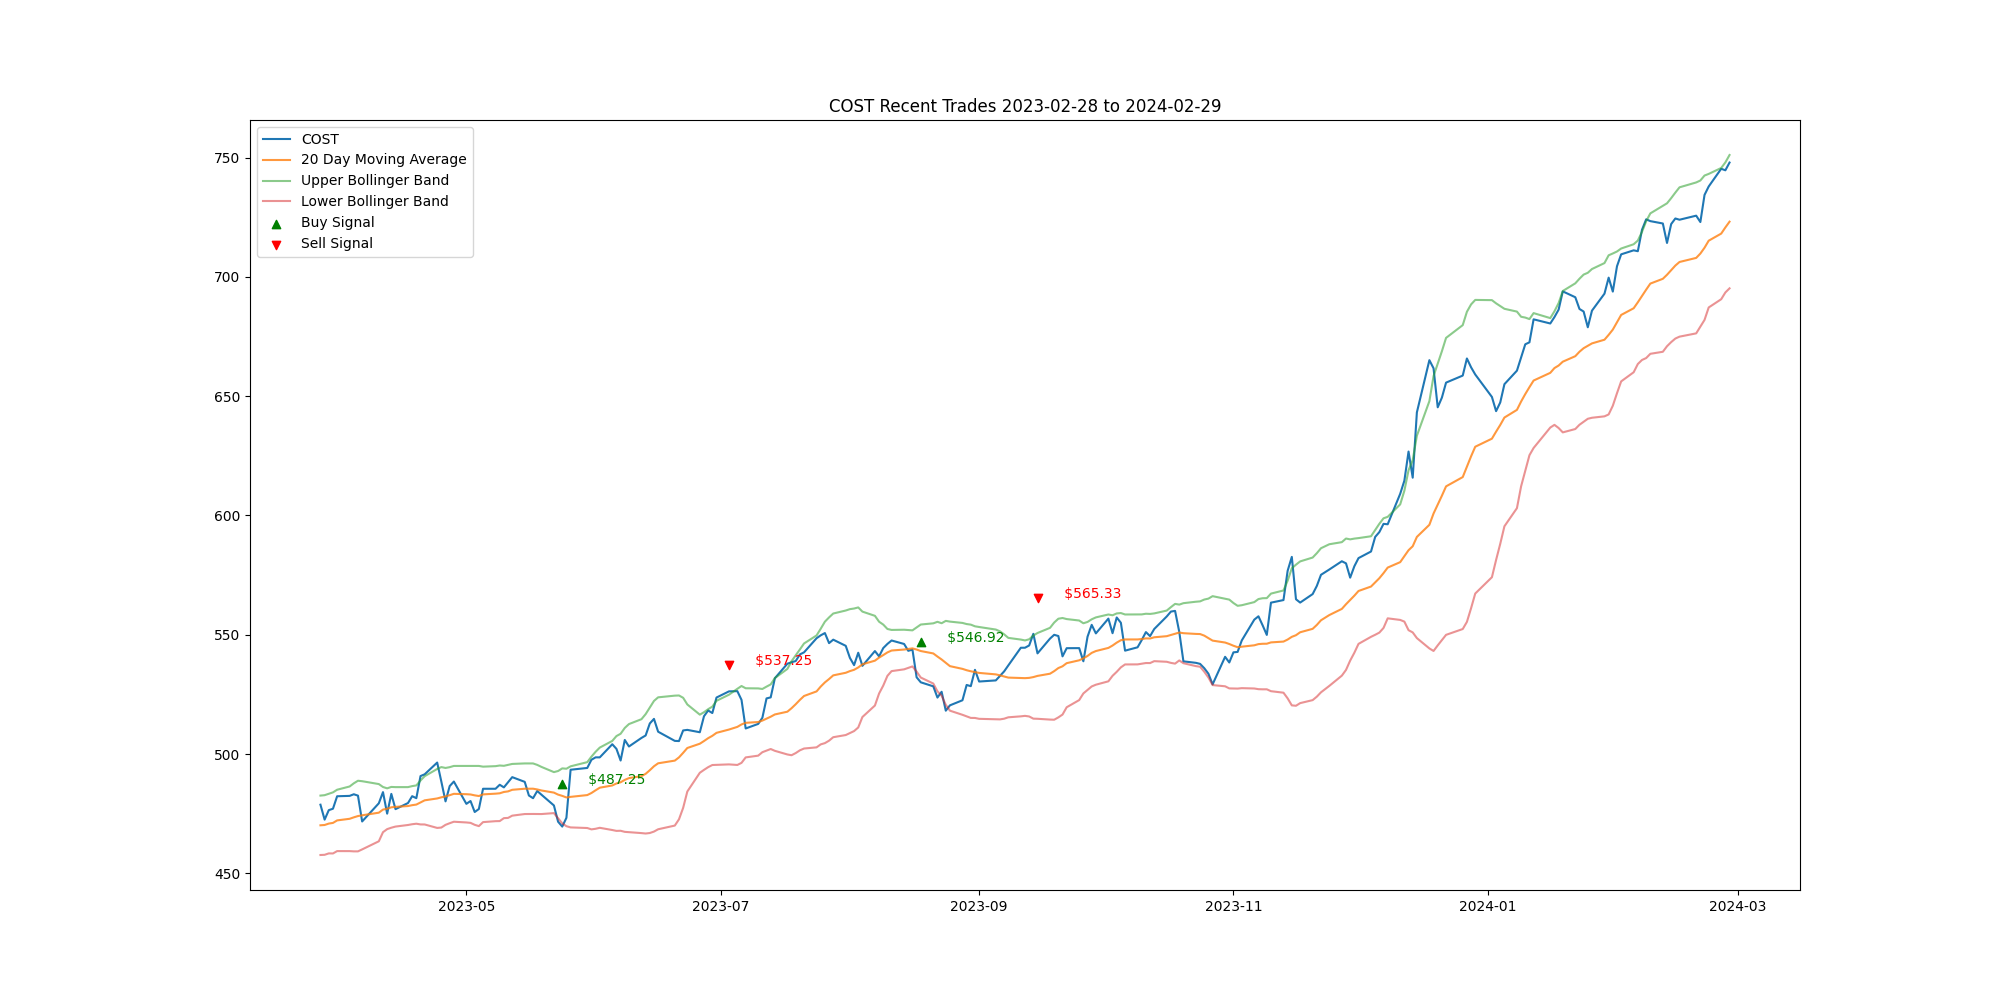 COST Recent Trades 2023-02-28 to 2024-02-29
COST
20 Day Moving Average
Upper Bollinger Band
Lower Bollinger Band
Buy Signal
Sell Signal
750
700
650
600
550
500
450
$565.33
$546.92
$537.25
$487.25
2023-05
2023-07
2023-09
2023-11
2024-01
2024-03